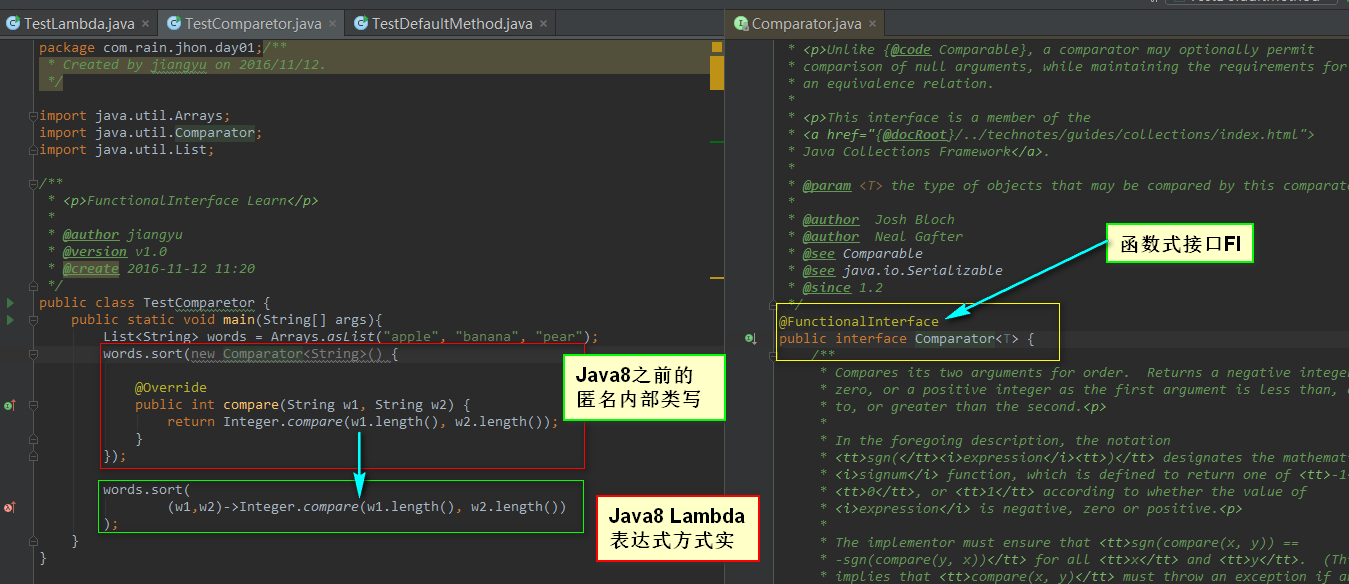 TestLambda.java × TestComparetor.java × TestDefaultMethod.java ×
package com.rain.jhon.day01;/**
* Created by jiangyu on 2016/11/12.
*/
import java.util.Arrays;
import java.util.Comparator;
import java.util.List;
/**
* <p>FunctionalInterface Learn</p>
*
* @author jiangyu
* @version v1.0
* @create 2016-11-12 11:20
*/
public class TestComparetor {
public static void main(String[] args){
List<String> words = Arrays.asList("apple", "banana", "pear");
words.sort(new Comparator<String>() {
@Override
public int compare(String w1, String w2) {
return Integer.compare(w1.length(), w2.length());
}
});
Java8之前的
匿名内部类写
words.sort(
(w1,w2)->Integer.compare(w1.length(), w2.length())
);
Java8 Lambda
表达式方式实
}
}
Comparator.java ×
* <p>Unlike {@code Comparable}, a comparator may optionally permit
* comparison of null arguments, while maintaining the requirements for
* an equivalence relation.
*
* <p>This interface is a member of the
* <a href="{@docRoot}/../technotes/guides/collections/index.html">
* Java Collections Framework</a>.
*
* @param <T> the type of objects that may be compared by this comparat
*
* @author Josh Bloch
* @author Neal Gafter
* @see Comparable
* @see java.io.Serializable
* @since 1.2
*/
函数式接口FI
@FunctionalInterface
public interface Comparator<T> {
/**
* Compares its two arguments for order. Returns a negative intege
* zero, or a positive integer as the first argument is less than,
* to, or greater than the second.<p>
*
* In the foregoing description, the notation
* <tt>sgn(</tt><i>expression</i><tt>)</tt> designates the mathemat
* <i>signum</i> function, which is defined to return one of <tt>-1
* <tt>0</tt>, or <tt>1</tt> according to whether the value of
* <i>expression</i> is negative, zero or positive.<p>
*
* The implementor must ensure that <tt>sgn(compare(x, y)) ==
* -sgn(compare(y, x))</tt> for all <tt>x</tt> and <tt>y</tt>. (Th
* implies that <tt>compare(x, y)</tt> must throw an exception if a